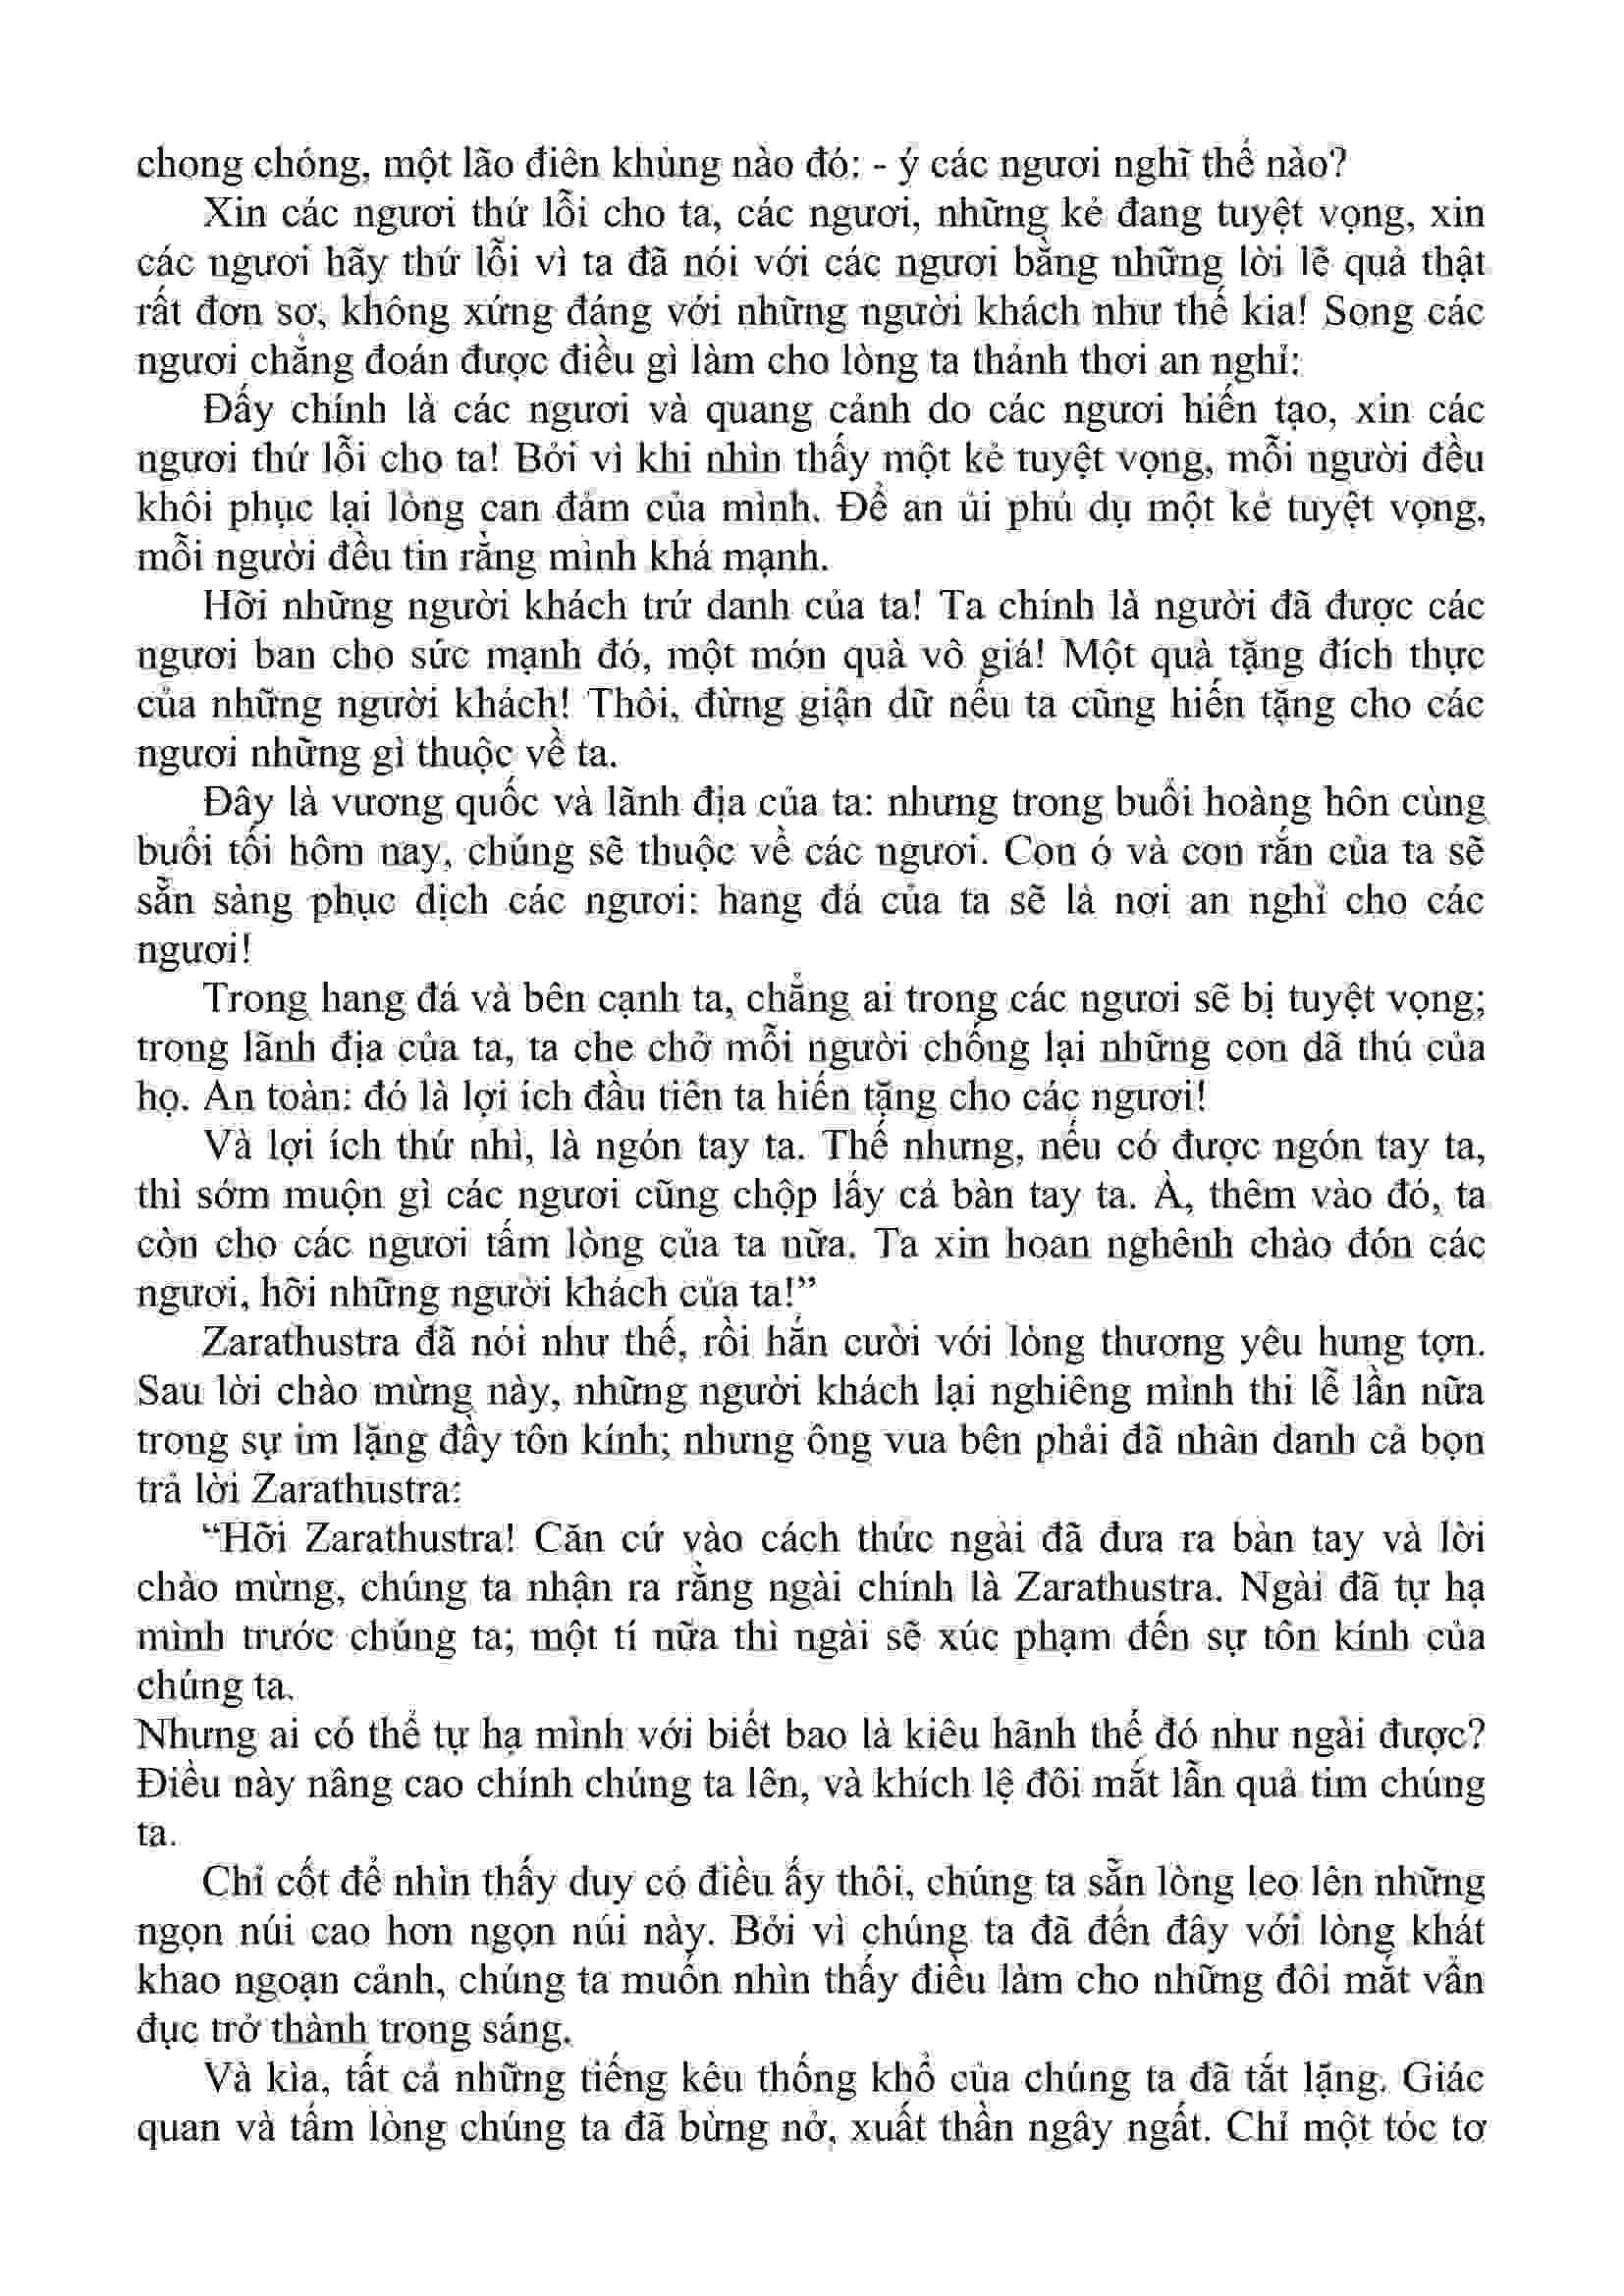 chong chóng, một lão điên khùng nào đó: - ý các ngươi nghĩ thế nào?
Xin các ngươi thứ lỗi cho ta, các ngươi, những kẻ đang tuyệt vọng, xin
các ngươi hãy thứ lỗi vì ta đã nói với các ngươi bằng những lời lẽ quả thật
rất đơn sơ, không xứng đáng với những người khách như thế kia! Song các
ngươi chẳng đoán được điều gì làm cho lòng ta thảnh thơi an nghỉ:
Đấy chính là các ngươi và quang cảnh do các ngươi hiến tạo, xin các
ngươi thứ lỗi cho ta! Bởi vì khi nhìn thấy một kẻ tuyệt vọng, mỗi người đều
khôi phục lại lòng can đảm của mình. Để an ủi phủ dụ một kẻ tuyệt vọng,
mỗi người đều tin rằng mình khá mạnh.
Hỡi những người khách trứ danh của ta! Ta chính là người đã được các
ngươi ban cho sức mạnh đó, một món quà vô giá! Một quà tặng đích thực
của những người khách! Thôi, đừng giận dữ nếu ta cũng hiến tặng cho các
ngươi những gì thuộc về ta.
Đây là vương quốc và lãnh địa của ta: nhưng trong buổi hoàng hôn cùng
buổi tối hôm nay, chúng sẽ thuộc về các ngươi. Con ó và con rắn của ta sẽ
sẵn sàng phục dịch các ngươi: hang đá của ta sẽ là nơi an nghỉ cho các
ngươi!
Trong hang đá và bên cạnh ta, chẳng ai trong các ngươi sẽ bị tuyệt vọng;
trong lãnh địa của ta, ta che chở mỗi người chống lại những con dã thú của
họ. An toàn: đó là lợi ích đầu tiên ta hiến tặng cho các ngươi!
Và lợi ích thứ nhì, là ngón tay ta. Thế nhưng, nếu có được ngón tay ta,
thì sớm muộn gì các ngươi cũng chộp lấy cả bàn tay ta. À, thêm vào đó, ta
còn cho các ngươi tấm lòng của ta nữa. Ta xin hoan nghênh chào đón các
ngươi, hỡi những người khách của ta!”
Zarathustra đã nói như thế, rồi hắn cười với lòng thương yêu hung tợn.
Sau lời chào mừng này, những người khách lại nghiêng mình thi lễ lần nữa
trong sự im lặng đầy tôn kính; nhưng ông vua bên phải đã nhân danh cả bọn
trả lời Zarathustra:
“Hỡi Zarathustra! Căn cứ vào cách thức ngài đã đưa ra bàn tay và lời
chào mừng, chúng ta nhận ra rằng ngài chính là Zarathustra. Ngài đã tự hạ
mình trước chúng ta; một tí nữa thì ngài sẽ xúc phạm đến sự tôn kính của
chúng ta.
Nhưng ai có thể tự hạ mình với biết bao là kiêu hãnh thế đó như ngài được?
Điều này nâng cao chính chúng ta lên, và khích lệ đôi mắt lẫn quả tim chúng
ta.
Chỉ cốt để nhìn thấy duy có điều ấy thôi, chúng ta sẵn lòng leo lên những
ngọn núi cao hơn ngọn núi này. Bởi vì chúng ta đã đến đây với lòng khát
khao ngoạn cảnh, chúng ta muốn nhìn thấy điều làm cho những đôi mắt vẩn
đục trở thành trong sáng.
Và kìa, tất cả những tiếng kêu thống khổ của chúng ta đã tắt lặng. Giác
quan và tấm lòng chúng ta đã bừng nở, xuất thần ngây ngất. Chỉ một tóc tơ